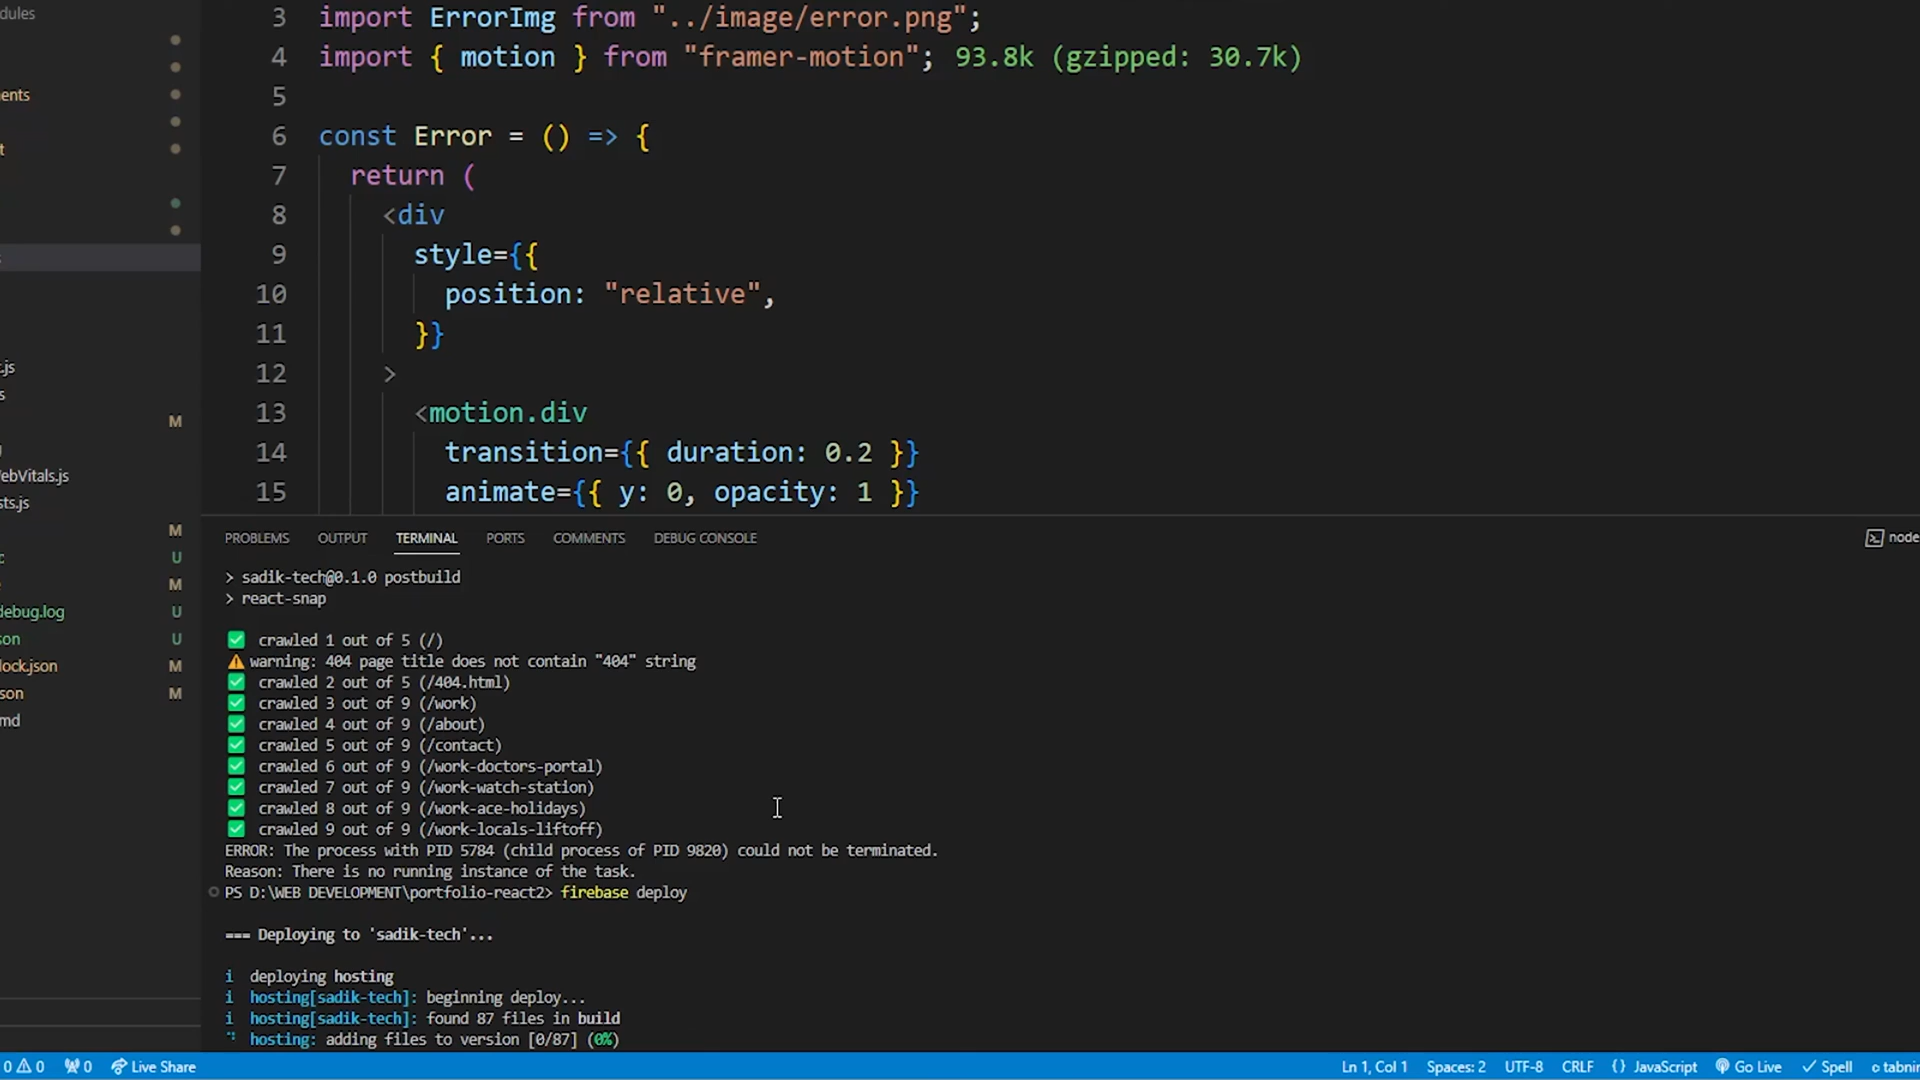 dules
ents
t
.js
s
M
ebVitals.js
sts.js
M
U
M
debug.log U
son U
lock.json M
son M
md
3 import ErrorImg from "../image/error.png";
4 import { motion } from "framer-motion"; 93.8k (gzipped: 30.7k)
5
6 const Error = () => {
7 return (
8 <div
9 style={{
10 position: "relative",
11 }}
12 >
13 <motion.div
14 transition={{ duration: 0.2 }}
15 animate={{ y: 0, opacity: 1 }}
PROBLEMS OUTPUT TERMINAL PORTS COMMENTS DEBUG CONSOLE node
> sadik-tech@0.1.0 postbuild
> react-snap
✅ crawled 1 out of 5 (/)
⚠ warning: 404 page title does not contain "404" string
✅ crawled 2 out of 5 (/404.html)
✅ crawled 3 out of 9 (/work)
✅ crawled 4 out of 9 (/about)
✅ crawled 5 out of 9 (/contact)
✅ crawled 6 out of 9 (/work-doctors-portal)
✅ crawled 7 out of 9 (/work-watch-station)
✅ crawled 8 out of 9 (/work-ace-holidays)
✅ crawled 9 out of 9 (/work-locals-liftoff)
ERROR: The process with PID 5784 (child process of PID 9820) could not be terminated.
Reason: There is no running instance of the task.
PS D:\WEB DEVELOPMENT\portfolio-react2> firebase deploy
=== Deploying to 'sadik-tech'...
i deploying hosting
i hosting[sadik-tech]: beginning deploy...
i hosting[sadik-tech]: found 87 files in build
hosting: adding files to version [0/87] (0%)
0 ⚠ 0 0 Live Share Ln 1, Col 1 Spaces: 2 UTF-8 CRLF {} JavaScript Go Live ✓ Spell tabnin